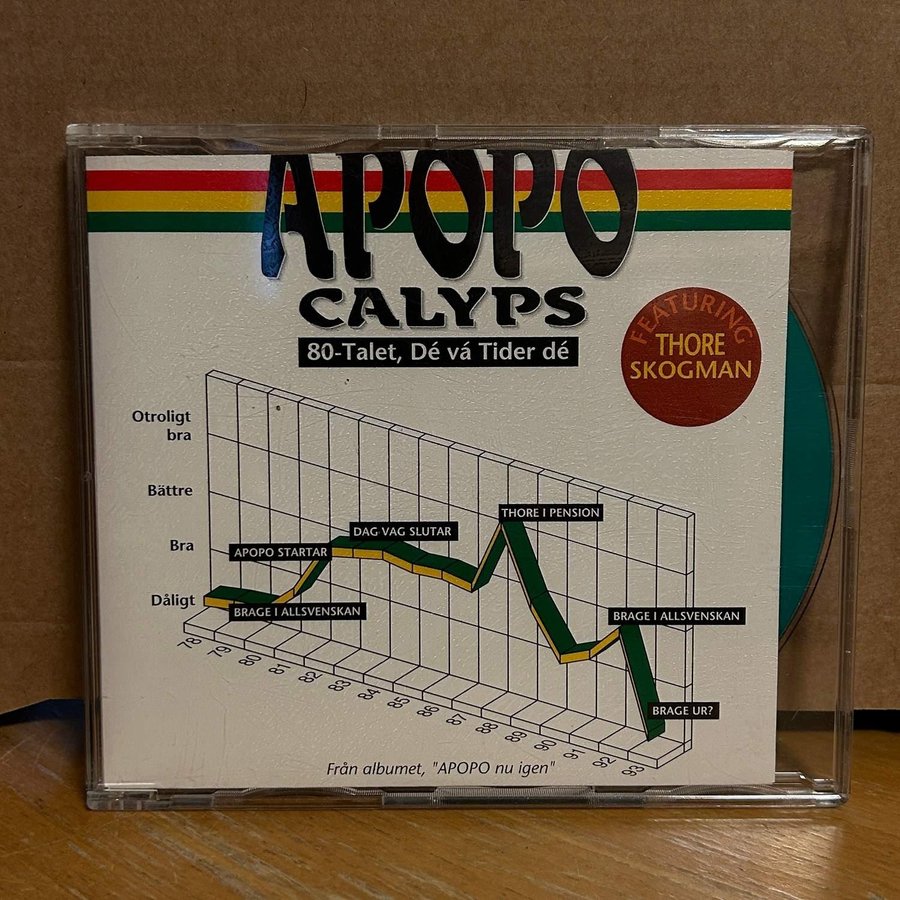 APOPO
CALYPS
80-Talet, Dé vá Tider dé
FEATURING
THORE
SKOGMAN
Otroligt
bra
Bättre
Bra
Dåligt
THORE I PENSION
DAG VAG SLUTAR
APOPO STARTAR
BRAGE I ALLSVENSKAN
BRAGE I ALLSVENSKAN
BRAGE UR?
78
79
80
81
82
83
84
85
86
87
88
89
90
91
92
93
Från albumet, "APOPO nu igen"